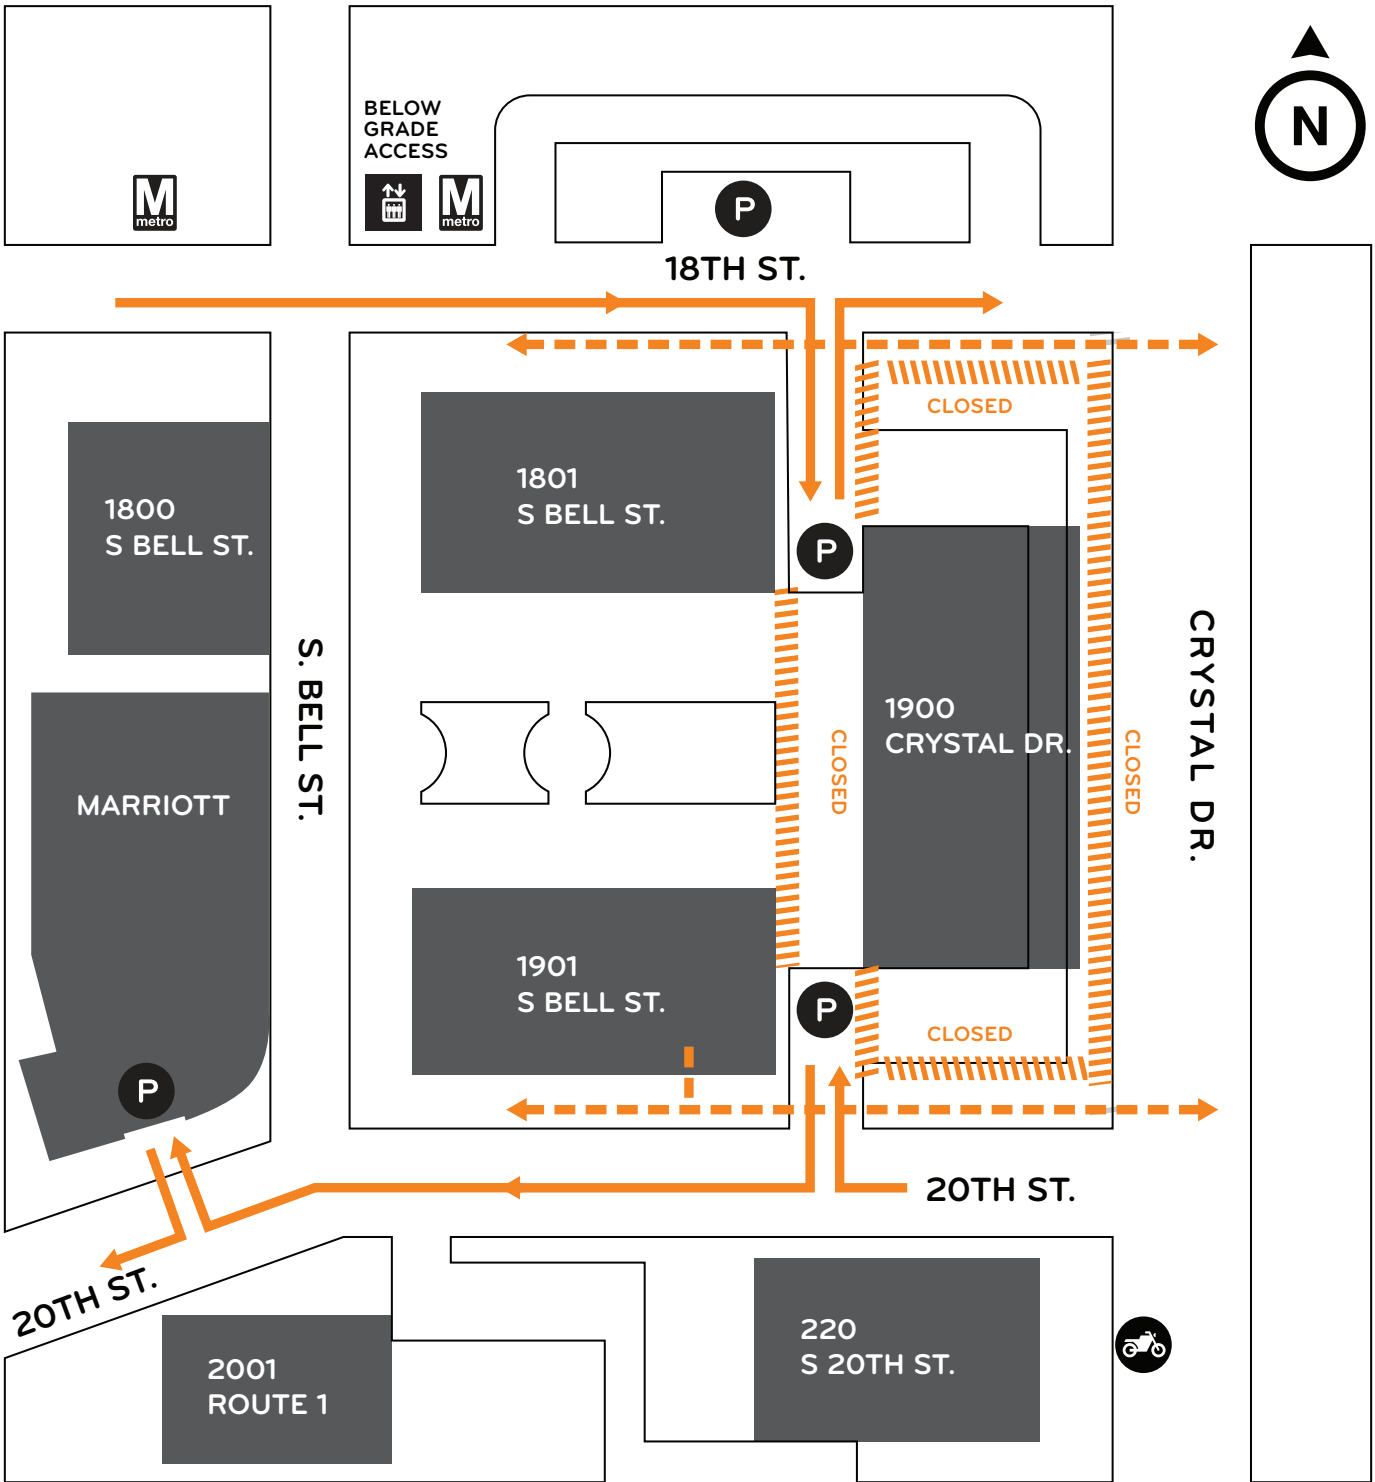 BELOW
GRADE
ACCESS
N
M
metro
M
metro
P
18TH ST.
CLOSED
1801
S BELL ST.
1800
S BELL ST.
P
S. BELL ST.
CRYSTAL DR.
1900
CRYSTAL DR.
CLOSED
CLOSED
MARRIOTT
1901
S BELL ST.
P
CLOSED
P
20TH ST.
20TH ST.
220
S 20TH ST.
2001
ROUTE 1